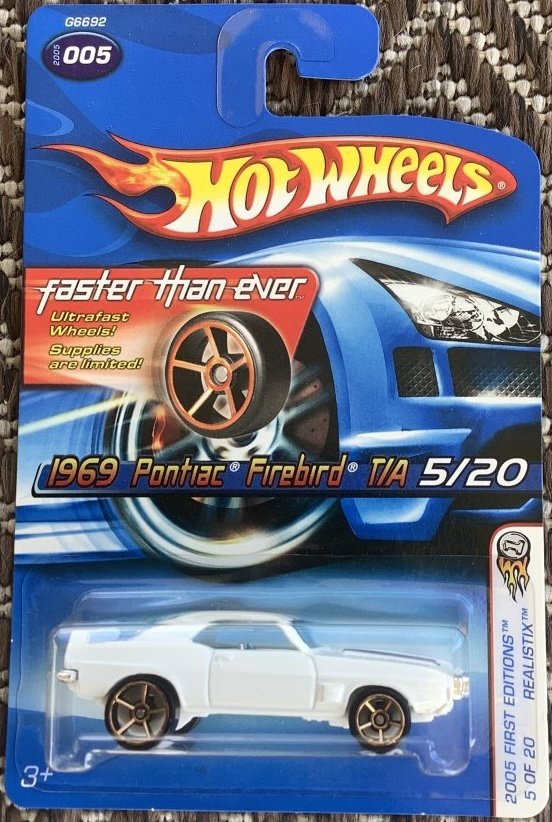 G6692
2005
005
HOT WHEELS®
faster than ever™
Ultrafast
Wheels!
Supplies
are limited!
1969 Pontiac® Firebird® T/A 5/20
2005 FIRST EDITIONS™
REALISTIX™
5 OF 20
3+